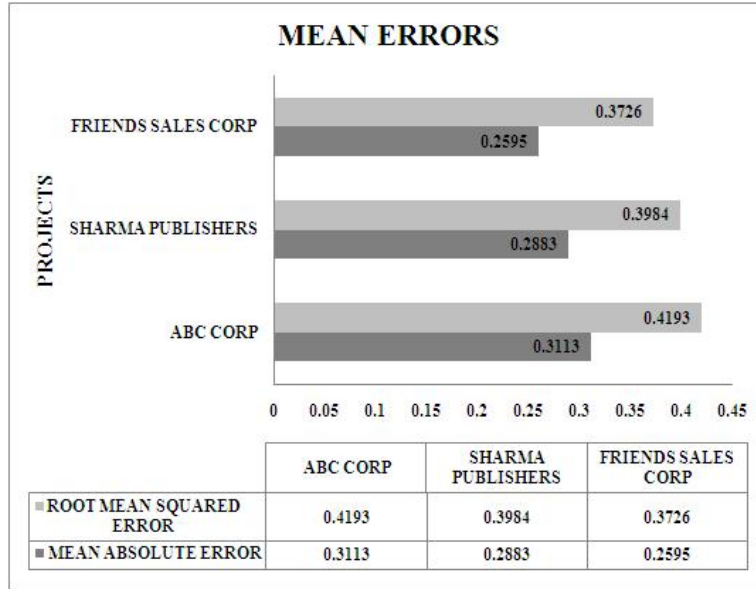 MEAN ERRORS
PROJECTS
FRIENDS SALES CORP
0.3726
0.2595
SHARMA PUBLISHERS
0.3984
0.2883
ABC CORP
0.4193
0.3113
0 0.05 0.1 0.15 0.2 0.25 0.3 0.35 0.4 0.45
ABC CORP SHARMA PUBLISHERS FRIENDS SALES CORP
ROOT MEAN SQUARED ERROR 0.4193 0.3984 0.3726
MEAN ABSOLUTE ERROR 0.3113 0.2883 0.2595